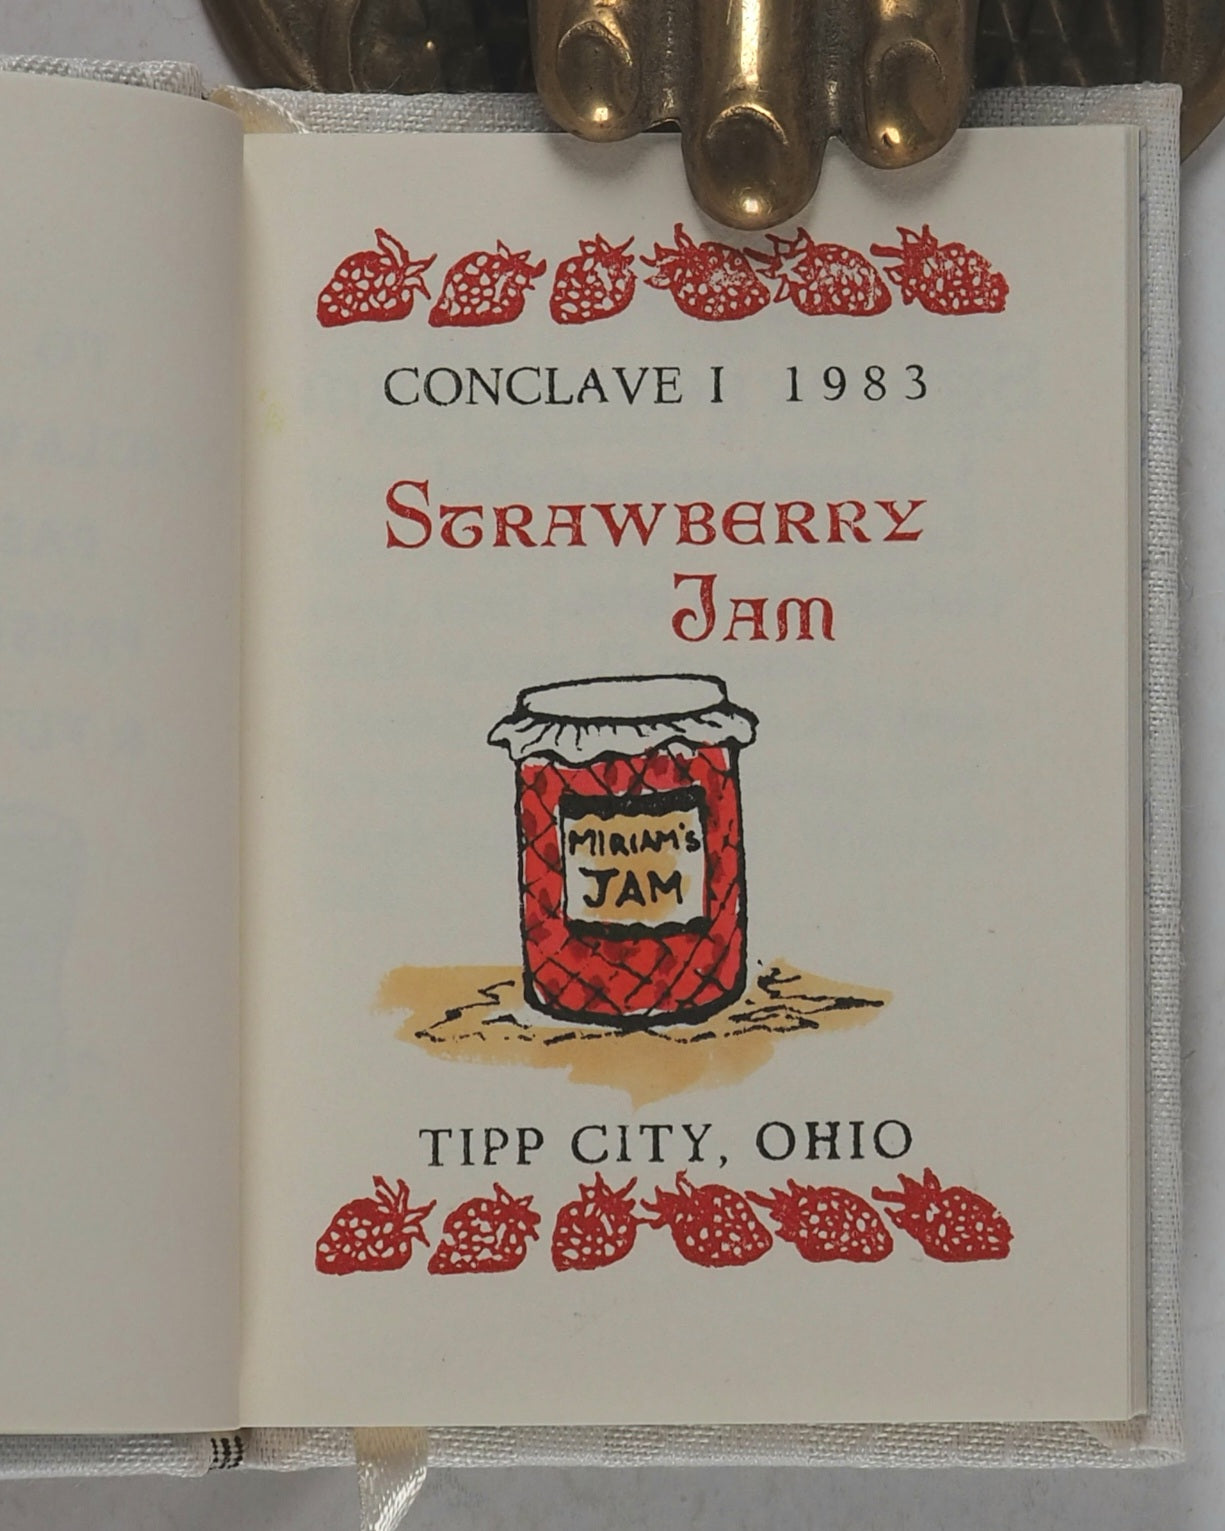 CONCLAVE I 1983
STRAWBERRY
JAM
MIRIAM'S
JAM
TIPP CITY, OHIO